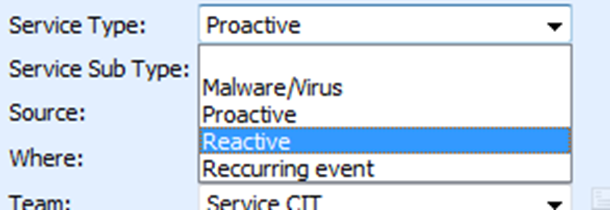 Service Type: Proactive
Service Sub Type:
Malware/Virus
Source: Proactive
Reactive
Where: Reccurring event
Team: Service CIT